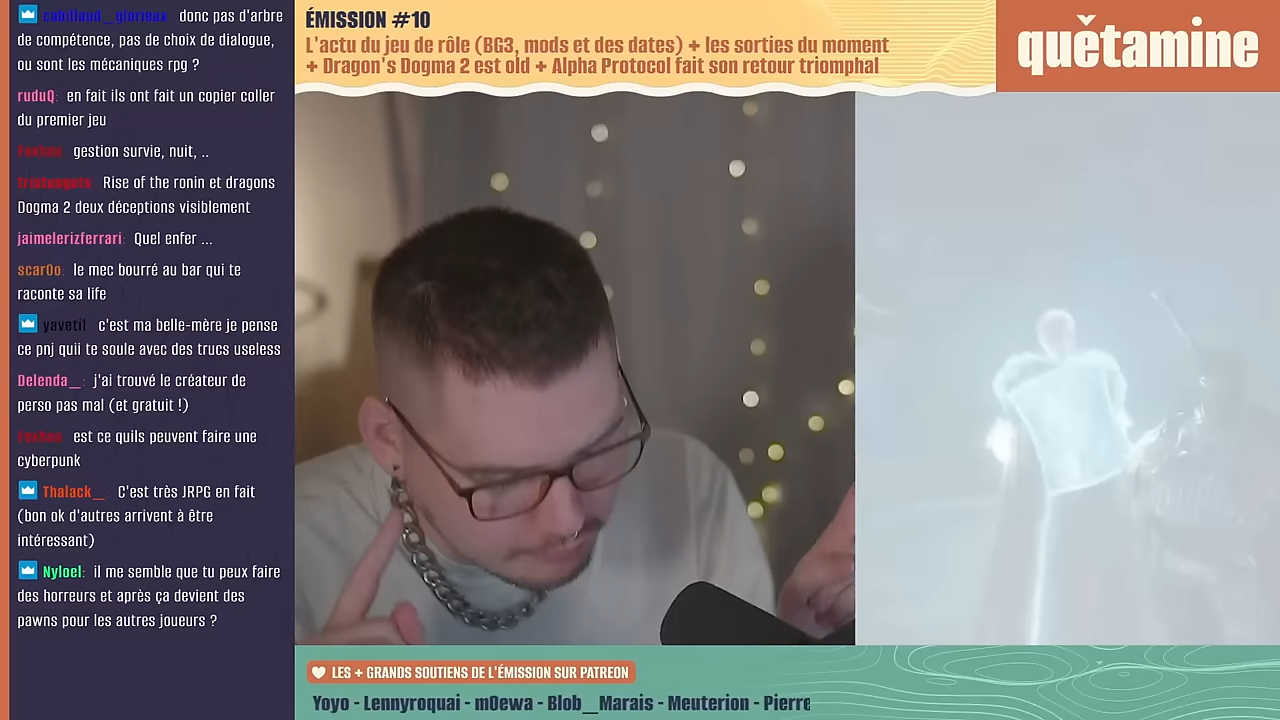 cabillaud_glorieux donc pas d'arbre
de compétence, pas de choix de dialogue,
ou sont les mécaniques rpg ?
ruduQ: en fait ils ont fait un copier coller
du premier jeu
gestion survie, nuit, ..
Rise of the ronin et dragons
Dogma 2 deux déceptions visiblement
jaimelerizferrari: Quel enfer ...
scar0o: le mec bourré au bar qui te
raconte sa life
yavetil c'est ma belle-mère je pense
ce pnj quii te soule avec des trucs useless
Delenda_: j'ai trouvé le créateur de
perso pas mal (et gratuit !)
est ce quils peuvent faire une
cyberpunk
Thalack_ C'est très JRPG en fait
(bon ok d'autres arrivent à être
intéressant)
Nyloel: il me semble que tu peux faire
des horreurs et après ça devient des
pawns pour les autres joueurs ?
ÉMISSION #10
L'actu du jeu de rôle (BG3, mods et des dates) + les sorties du moment
+ Dragon's Dogma 2 est old + Alpha Protocol fait son retour triomphal
quětamine
LES + GRANDS SOUTIENS DE L'ÉMISSION SUR PATREON
Yoyo - Lennyroquai - m0ewa - Blob_Marais - Meuterion - Pierre